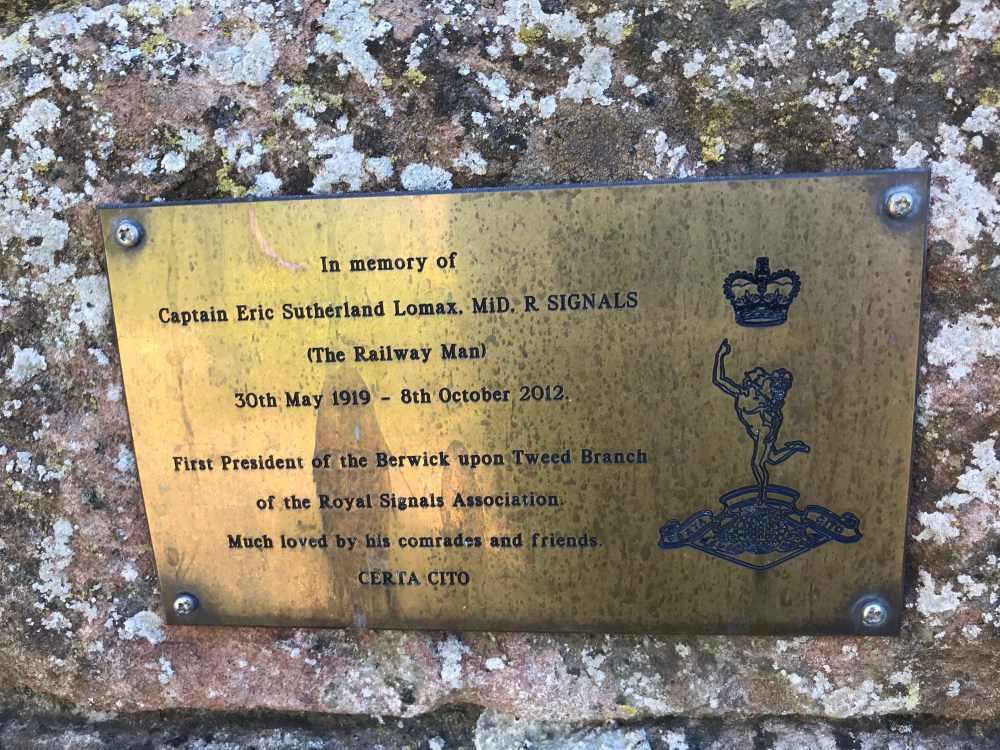 In memory of
Captain Eric Sutherland Lomax, MiD, R SIGNALS
(The Railway Man)
30th May 1919 - 8th October 2012.
First President of the Berwick upon Tweed Branch
of the Royal Signals Association.
Much loved by his comrades and friends.
CERTA CITO
CERTA CITO